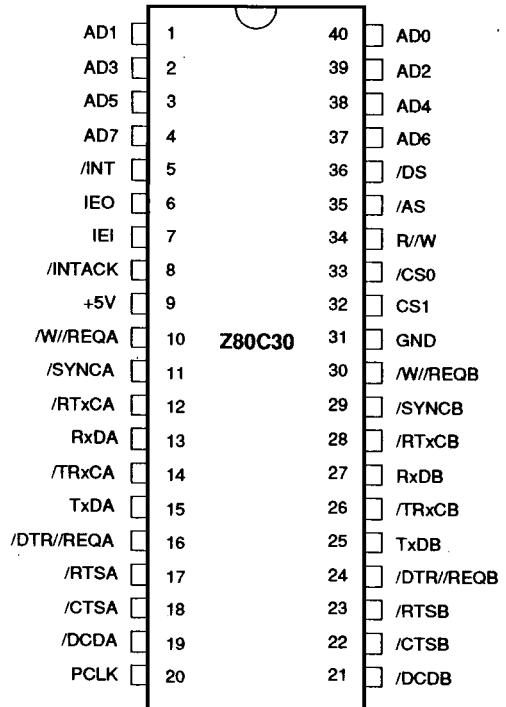 AD1 1 40 AD0
AD3 2 39 AD2
AD5 3 38 AD4
AD7 4 37 AD6
/INT 5 36 /DS
IEO 6 35 /AS
IEI 7 34 R//W
/INTACK 8 33 /CS0
+5V 9 32 CS1
/W//REQA 10 Z80C30 31 GND
/SYNCA 11 30 /W//REQB
/RTxCA 12 29 /SYNCB
RxDA 13 28 /RTxCB
/TRxCA 14 27 RxDB
TxDA 15 26 /TRxCB
/DTR//REQA 16 25 TxDB
/RTSA 17 24 /DTR//REQB
/CTSA 18 23 /RTSB
/DCDA 19 22 /CTSB
PCLK 20 21 /DCDB